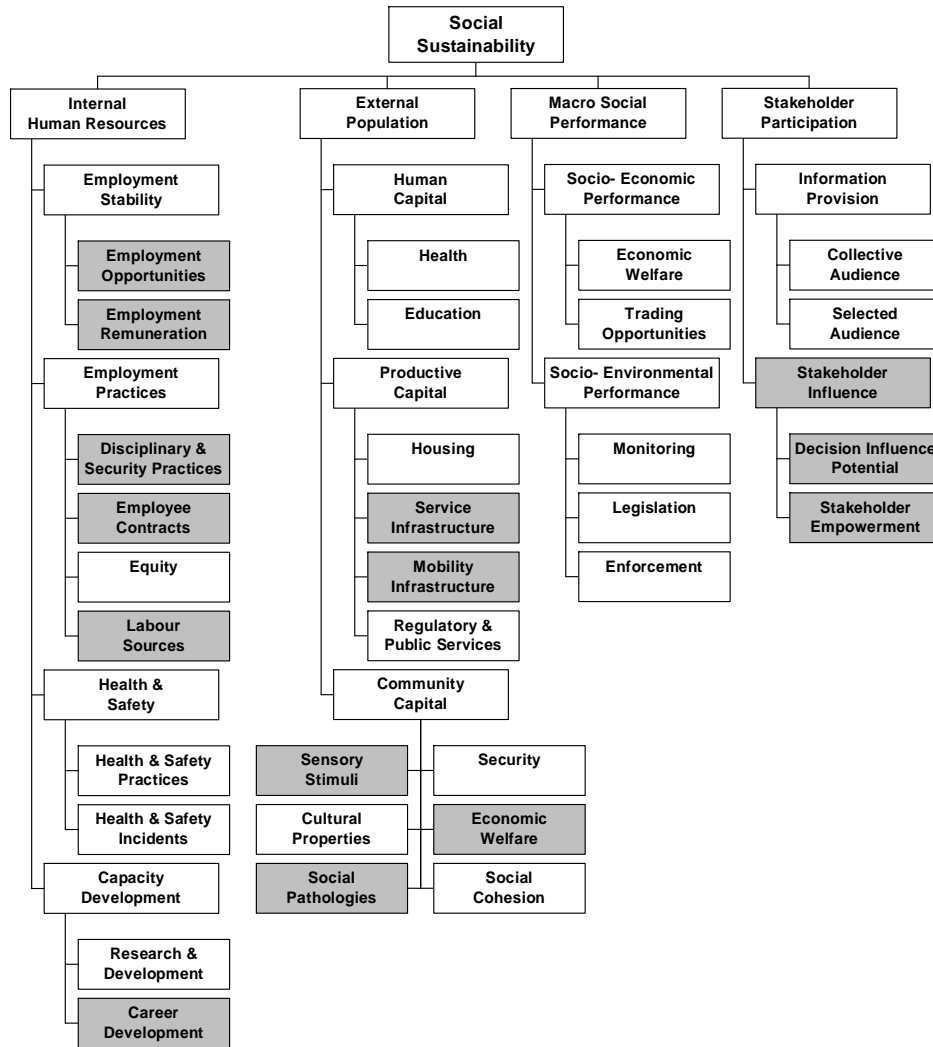 Social
Sustainability
Internal
Human Resources
Employment
Stability
Employment
Opportunities
Employment
Remuneration
Employment
Practices
Disciplinary &
Security Practices
Employee
Contracts
Equity
Labour
Sources
Health &
Safety
Health & Safety
Practices
Health & Safety
Incidents
Capacity
Development
Research &
Development
Career
Development
External
Population
Human
Capital
Health
Education
Productive
Capital
Housing
Service
Infrastructure
Mobility
Infrastructure
Regulatory &
Public Services
Community
Capital
Sensory
Stimuli
Security
Cultural
Properties
Economic
Welfare
Social
Pathologies
Social
Cohesion
Macro Social
Performance
Socio- Economic
Performance
Economic
Welfare
Trading
Opportunities
Socio- Environmental
Performance
Monitoring
Legislation
Enforcement
Stakeholder
Participation
Information
Provision
Collective
Audience
Selected
Audience
Stakeholder
Influence
Decision Influence
Potential
Stakeholder
Empowerment